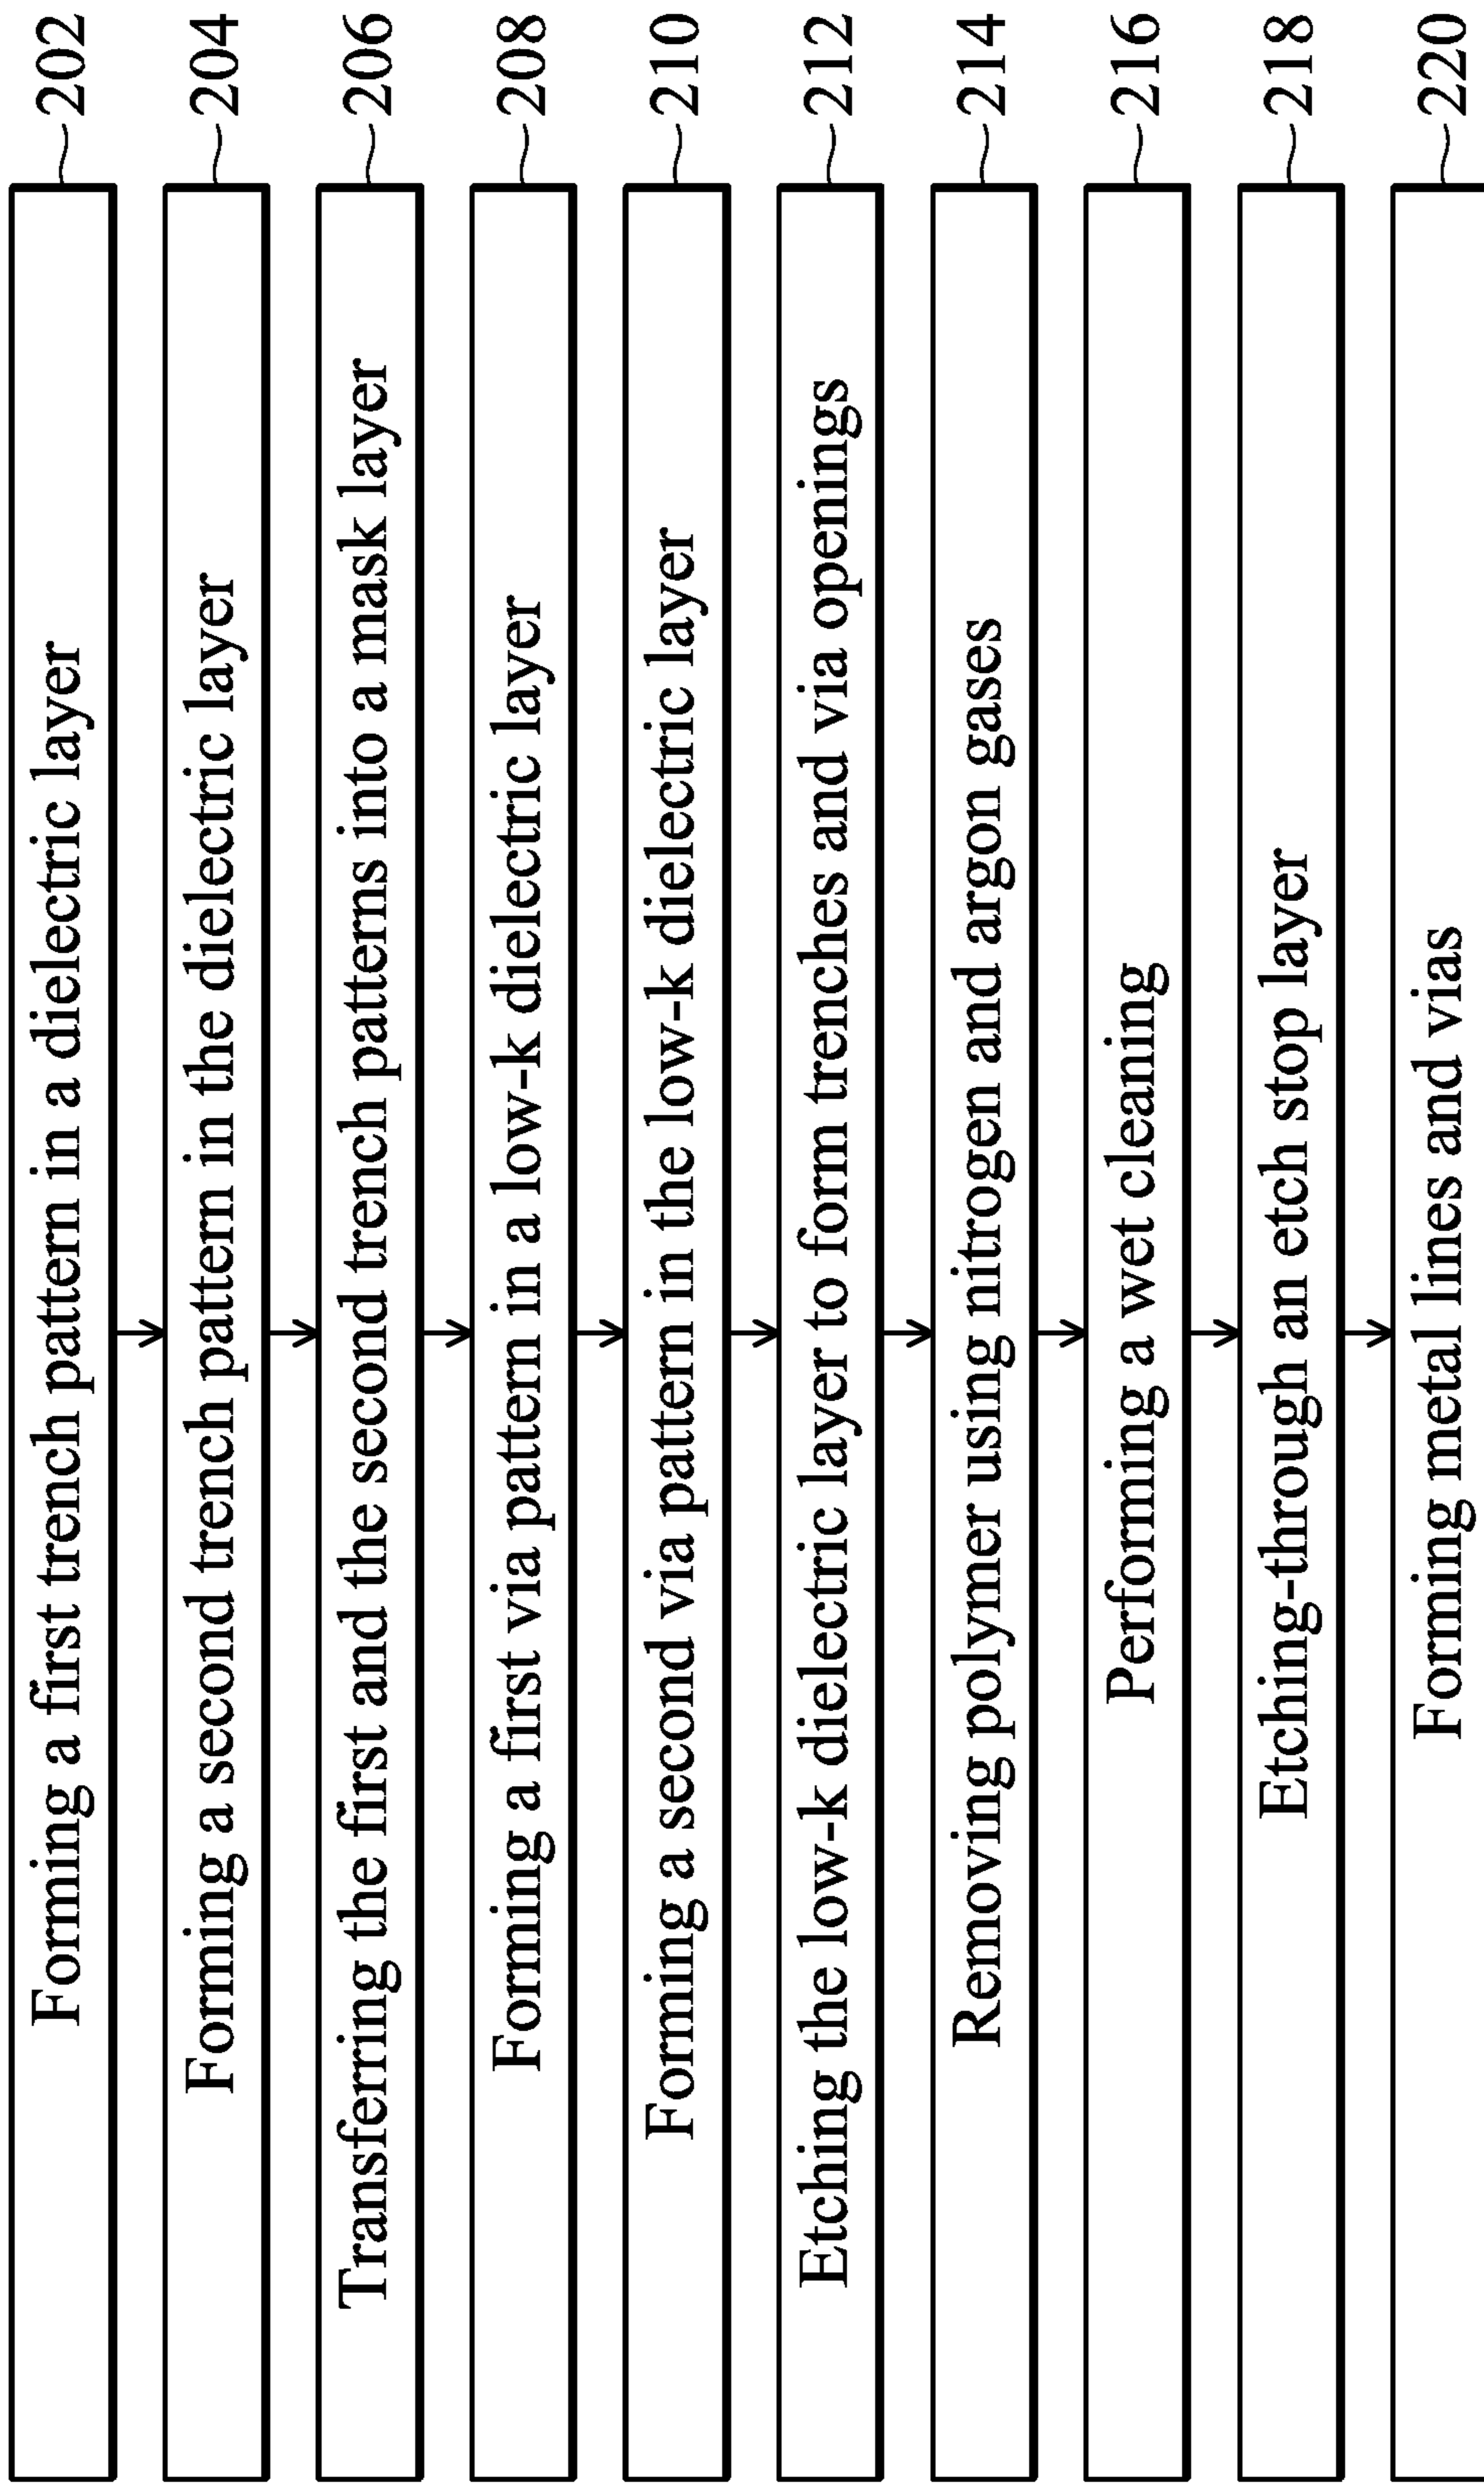 Forming a first trench pattern in a dielectric layer 202
Forming a second trench pattern in the dielectric layer 204
Transferring the first and the second trench patterns into a mask layer 206
Forming a first via pattern in a low-k dielectric layer 208
Forming a second via pattern in the low-k dielectric layer 210
Etching the low-k dielectric layer to form trenches and via openings 212
Removing polymer using nitrogen and argon gases 214
Performing a wet cleaning 216
Etching-through an etch stop layer 218
Forming metal lines and vias 220